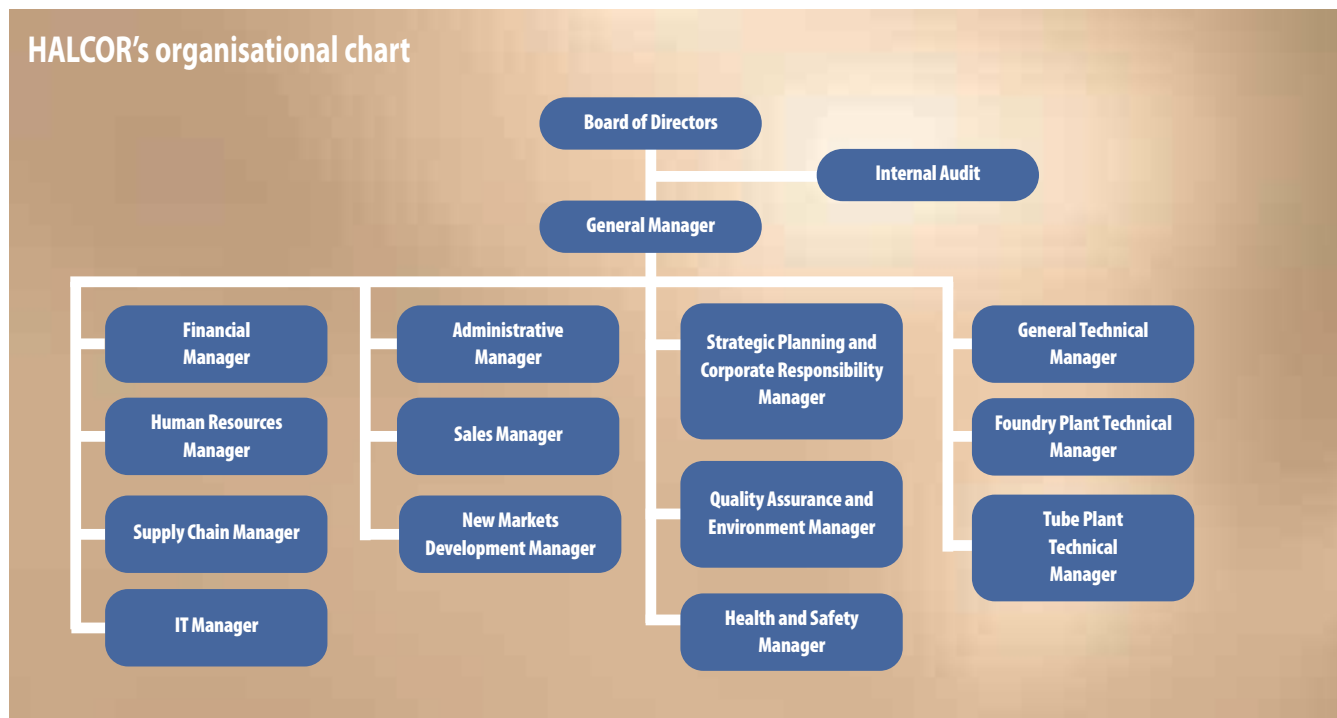 HALCOR’s organisational chart
Board of Directors
Internal Audit
General Manager
Financial
Manager
Human Resources
Manager
Supply Chain Manager
IT Manager
Administrative
Manager
Sales Manager
New Markets
Development Manager
Strategic Planning and
Corporate Responsibility
Manager
Quality Assurance and
Environment Manager
Health and Safety
Manager
General Technical
Manager
Foundry Plant Technical
Manager
Tube Plant
Technical
Manager